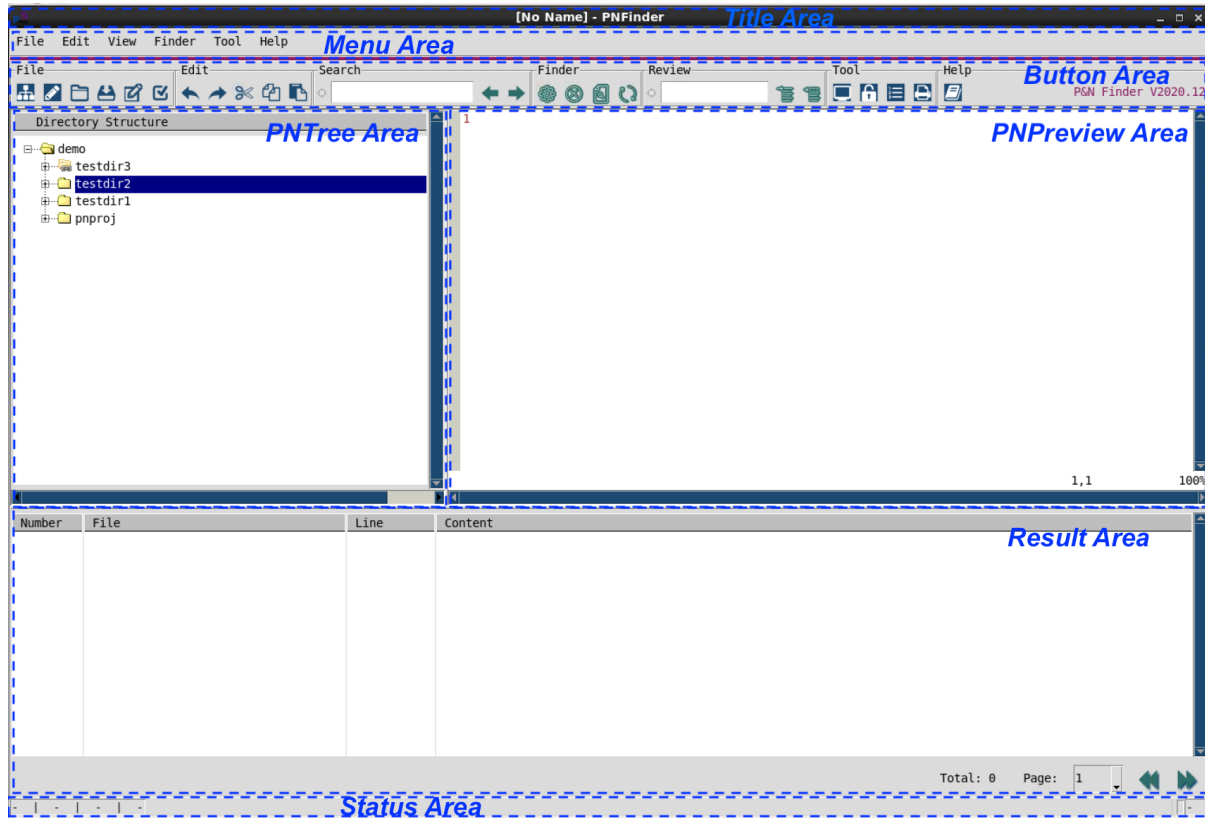 [No Name] - PNFinder Title Area
File Edit View Finder Tool Help Menu Area
File Edit Search Finder Review Tool Help Button Area
P&N Finder V2020.12
Directory Structure PNTree Area
1 PNPreview Area
demo
testdir3
testdir2
testdir1
pnproj
1,1 100%
Number File Line Content
Result Area
Total: 0 Page: 1
- | - | - | - Status Area -